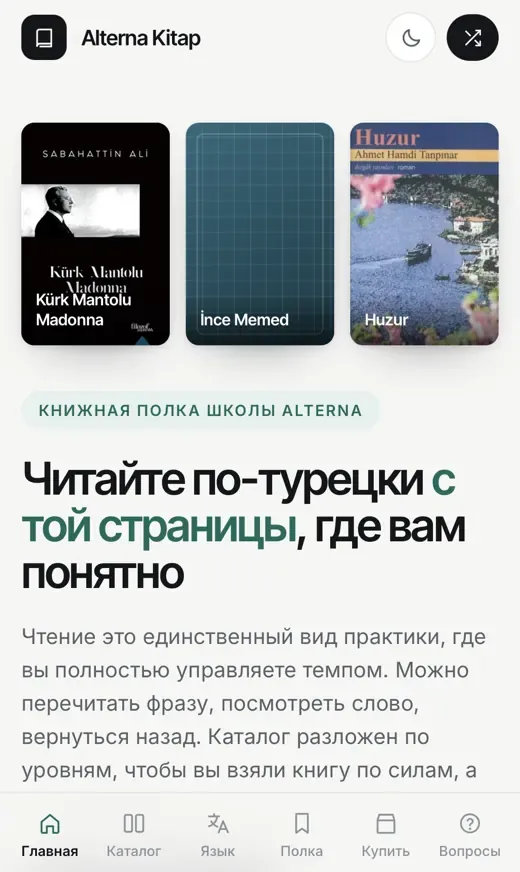 Alterna Kitap
SABAHATTİN ALİ
Kürk Mantolu
Madonna
Kürk Mantolu
Madonna
İnce Memed
Huzur
Ahmet Hamdi Tanpınar
Huzur
КНИЖНАЯ ПОЛКА ШКОЛЫ ALTERNA
Читайте по-турецки с
той страницы, где вам
понятно
Чтение это единственный вид практики, где
вы полностью управляете темпом. Можно
перечитать фразу, посмотреть слово,
вернуться назад. Каталог разложен по
уровням, чтобы вы взяли книгу по силам, а
Главная
Каталог
Язык
Полка
Купить
Вопросы